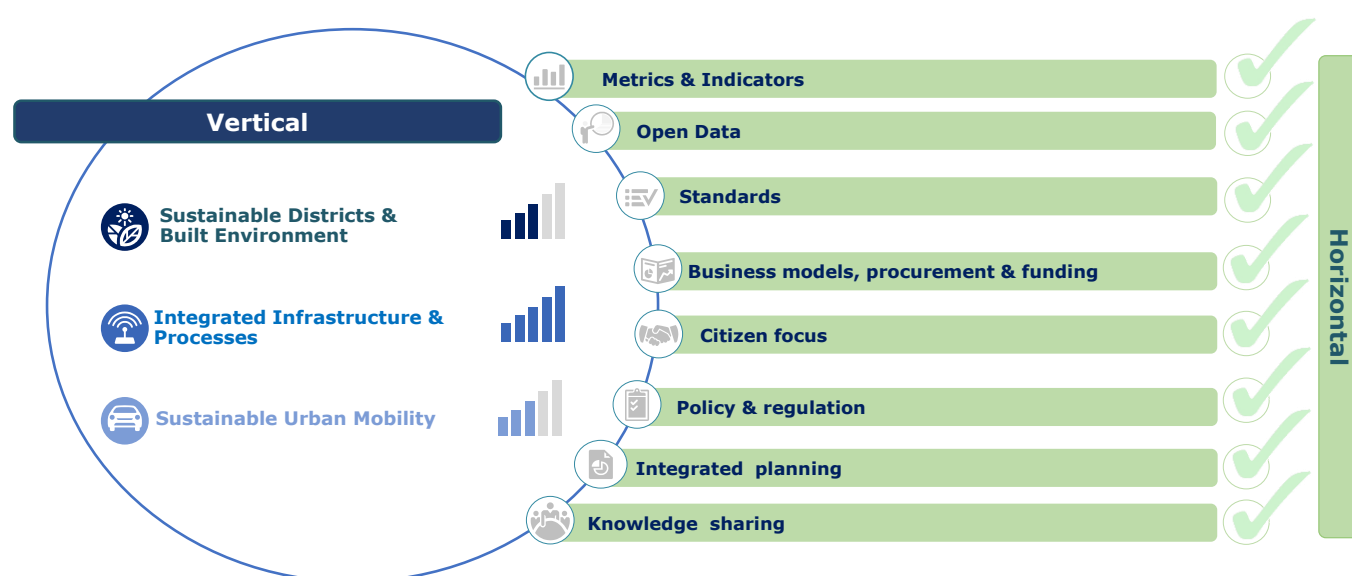 Vertical
Sustainable Districts &
Built Environment
Integrated Infrastructure &
Processes
Sustainable Urban Mobility
Metrics & Indicators
Open Data
Standards
Business models, procurement & funding
Citizen focus
Policy & regulation
Integrated planning
Knowledge sharing
Horizontal